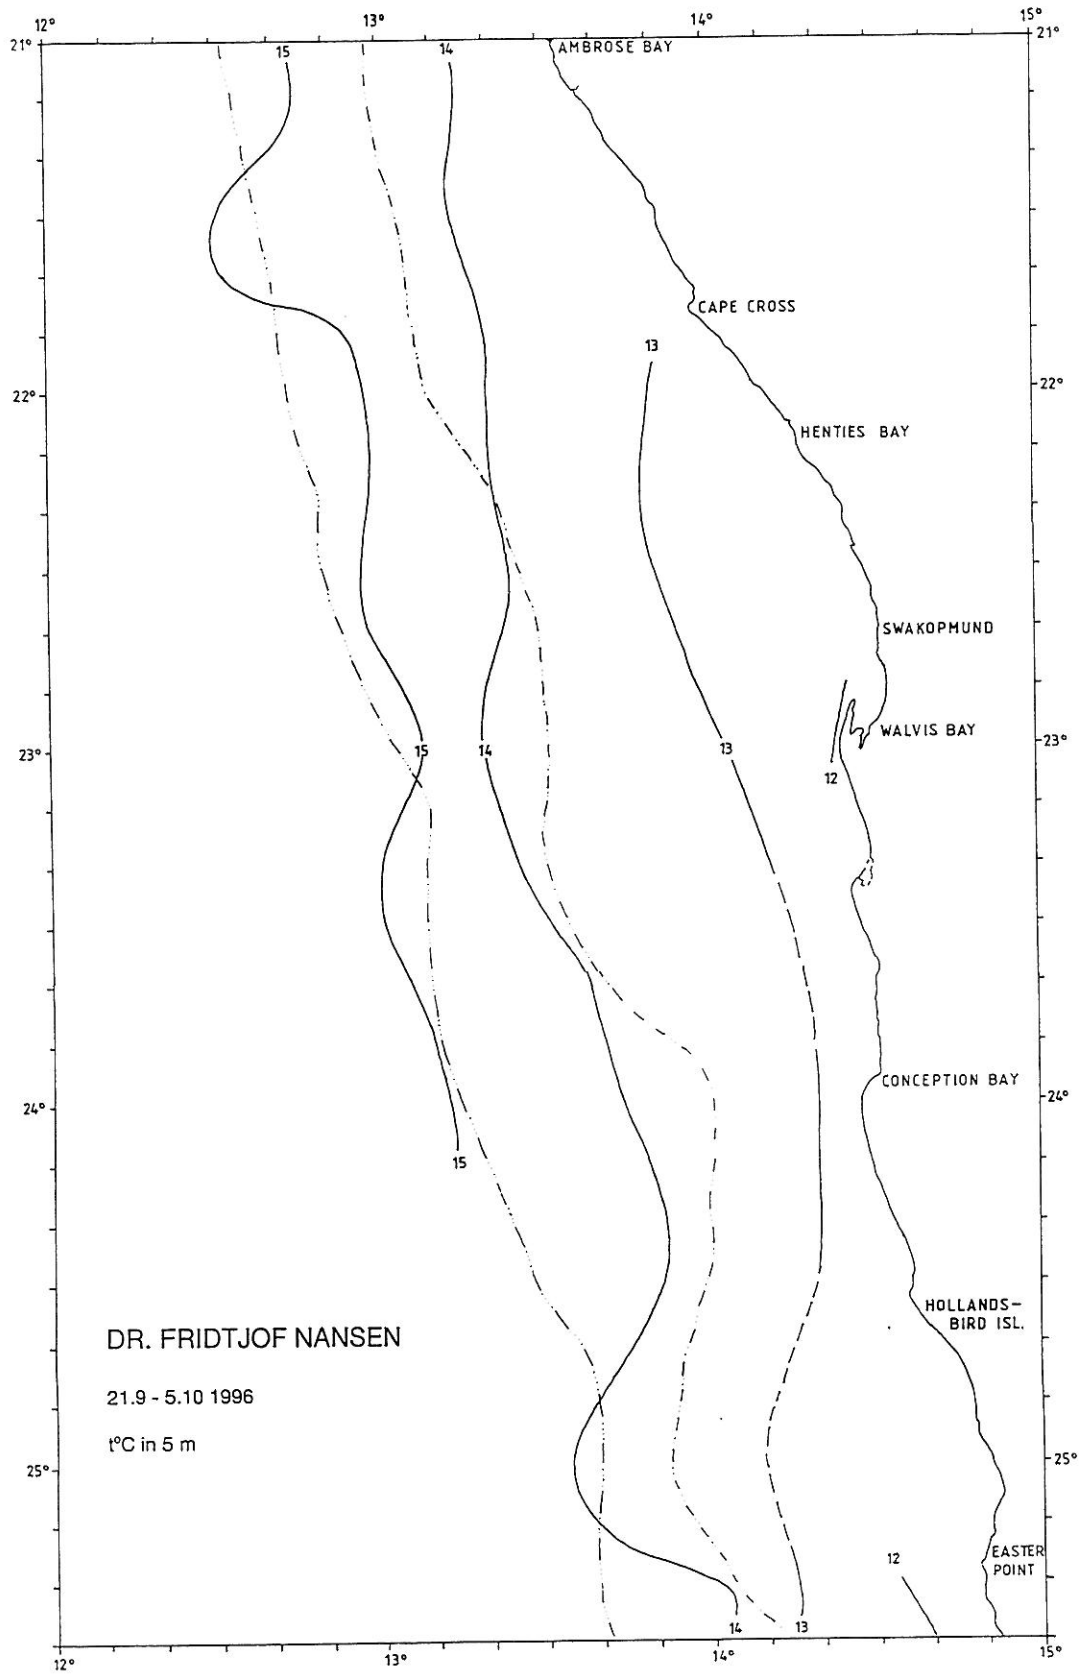 12°
13°
14°
15°
21°
21°
15
14
AMBROSE BAY
CAPE CROSS
13
22°
22°
HENTIES BAY
SWAKOPMUND
WALVIS BAY
23°
15
14
13
12
23°
CONCEPTION BAY
24°
24°
15
HOLLANDS-
BIRD ISL.
DR. FRIDTJOF NANSEN
21.9 - 5.10 1996
t°C in 5 m
25°
25°
12
EASTER
POINT
14
13
12°
13°
14°
15°